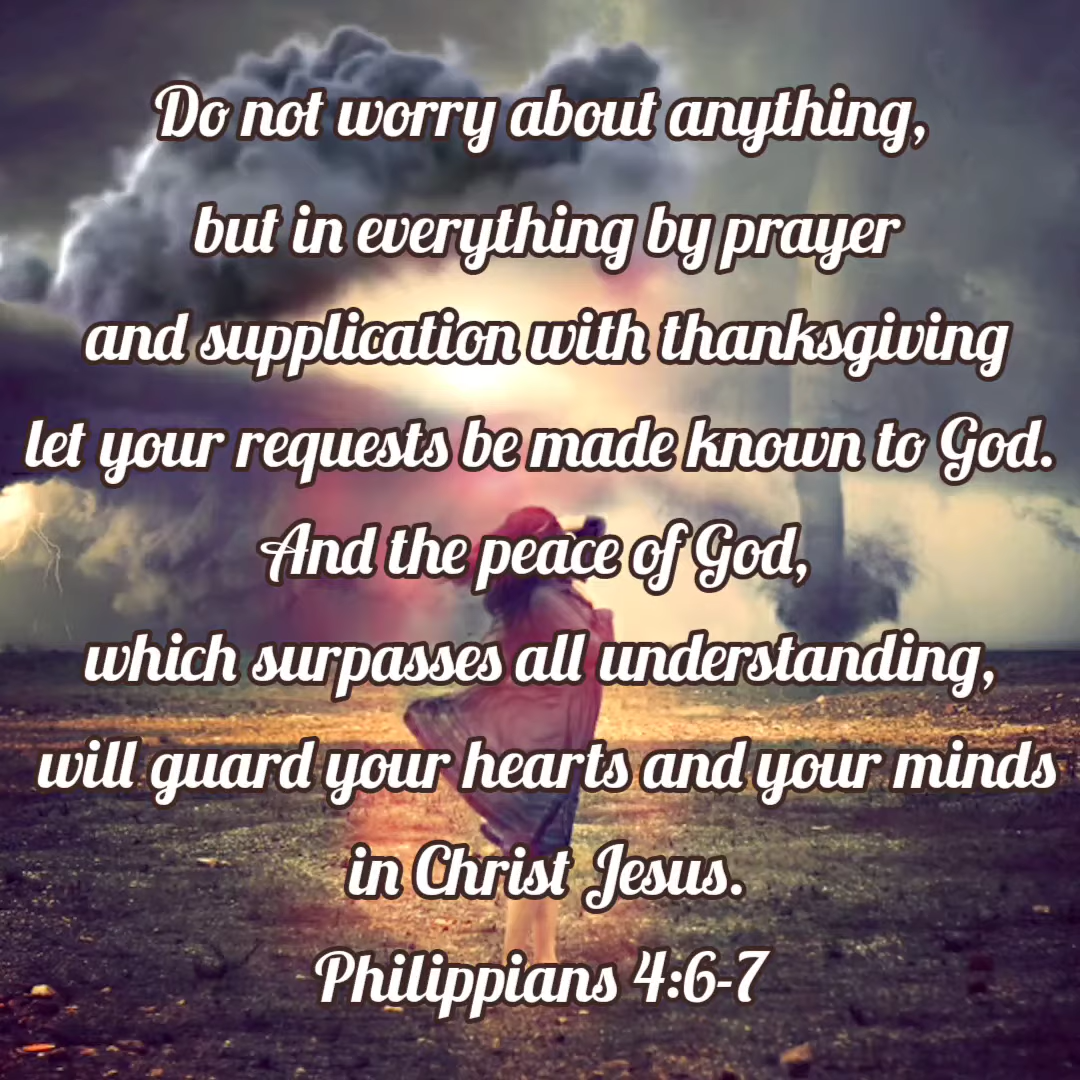 Do not worry about anything,
but in everything by prayer
and supplication with thanksgiving
let your requests be made known to God.
And the peace of God,
which surpasses all understanding,
will guard your hearts and your minds
in Christ Jesus.
Philippians 4:6-7